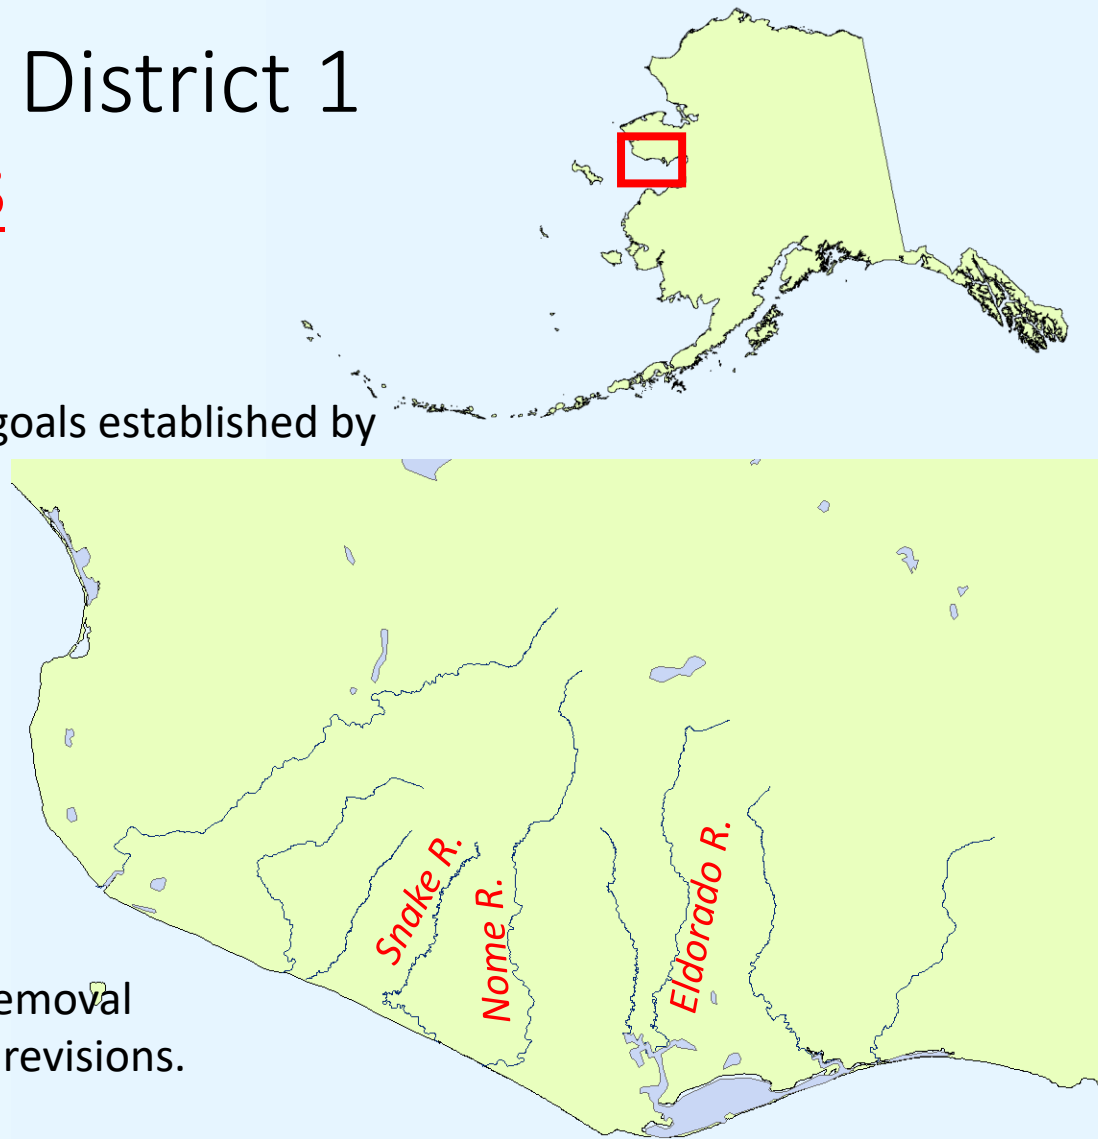 District 1
s
goals established by
Snake R.
Nome R.
Eldorado R.
emoval
revisions.